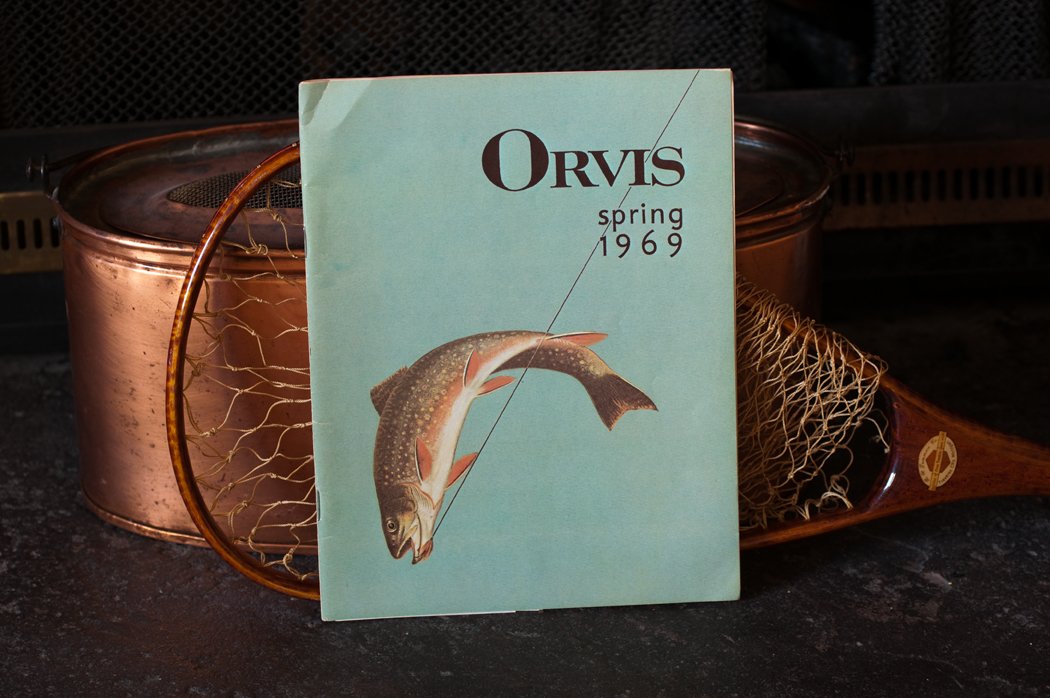 ORVIS
spring
1969